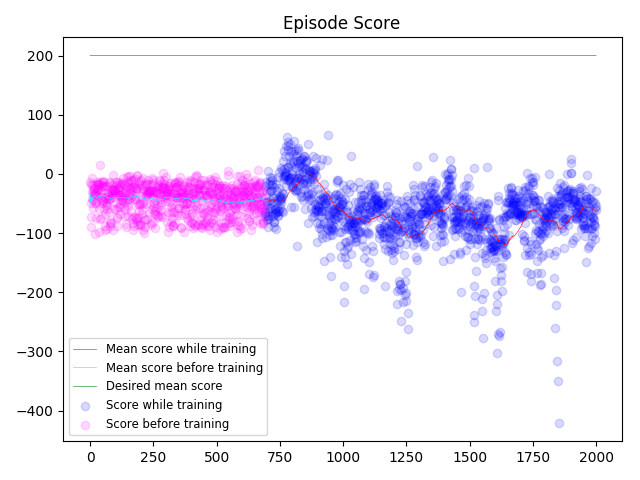 Episode Score
200
100
0
−100
−200
−300
−400
Mean score while training
Mean score before training
Desired mean score
Score while training
Score before training
0 250 500 750 1000 1250 1500 1750 2000